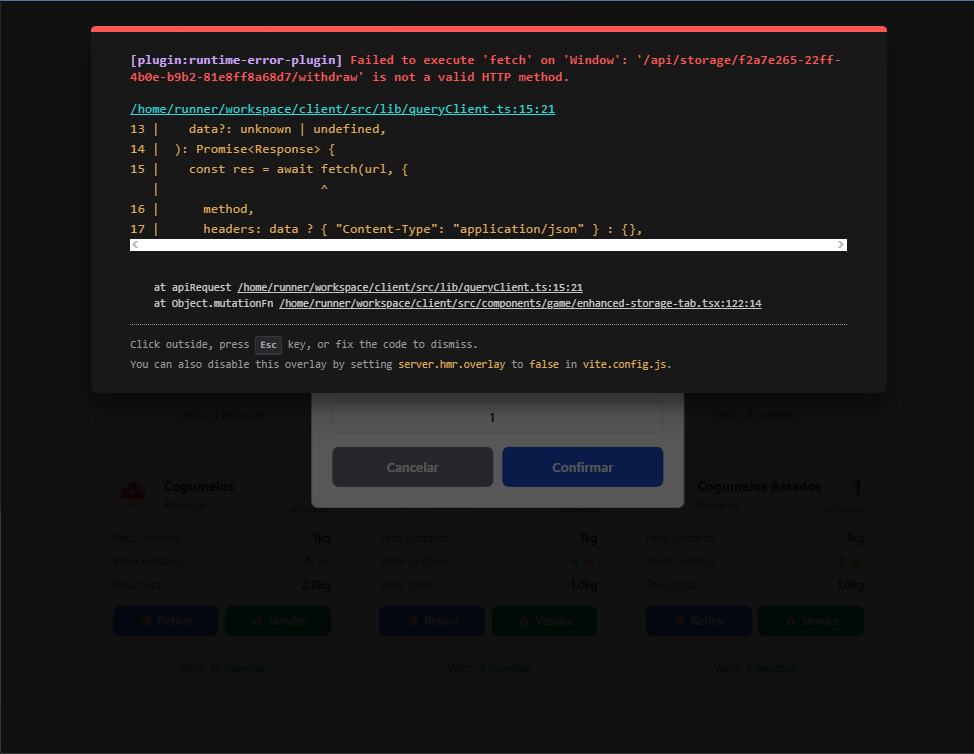 [plugin:runtime-error-plugin] Failed to execute 'fetch' on 'Window': '/api/storage/f2a7e265-22ff-
4b0e-b9b2-81e8ff8a68d7/withdraw' is not a valid HTTP method.
/home/runner/workspace/client/src/lib/queryClient.ts:15:21
13 |    data?: unknown | undefined,
14 |  ): Promise<Response> {
15 |    const res = await fetch(url, {
   |                      ^
16 |      method,
17 |      headers: data ? { "Content-Type": "application/json" } : {},
at apiRequest /home/runner/workspace/client/src/lib/queryClient.ts:15:21
at Object.mutationFn /home/runner/workspace/client/src/components/game/enhanced-storage-tab.tsx:122:14
Click outside, press Esc key, or fix the code to dismiss.
You can also disable this overlay by setting server.hmr.overlay to false in vite.config.js.
Valor: 4 moedas
1
Valor: 2 moedas
Cancelar Confirmar
Cogumelos
Recurso
unidades
unidades
Cogumelos Assados 1
Recurso unidades
Peso unitário: 1kg Peso unitário: 1kg Peso unitário: 1kg
Valor unitário: 6 Valor unitário: 4 Valor unitário: 6
Peso total: 2.0kg Peso total: 1.0kg Peso total: 1.0kg
Retirar Vender Retirar Vender Retirar Vender
Valor: 12 moedas Valor: 4 moedas Valor: 6 moedas